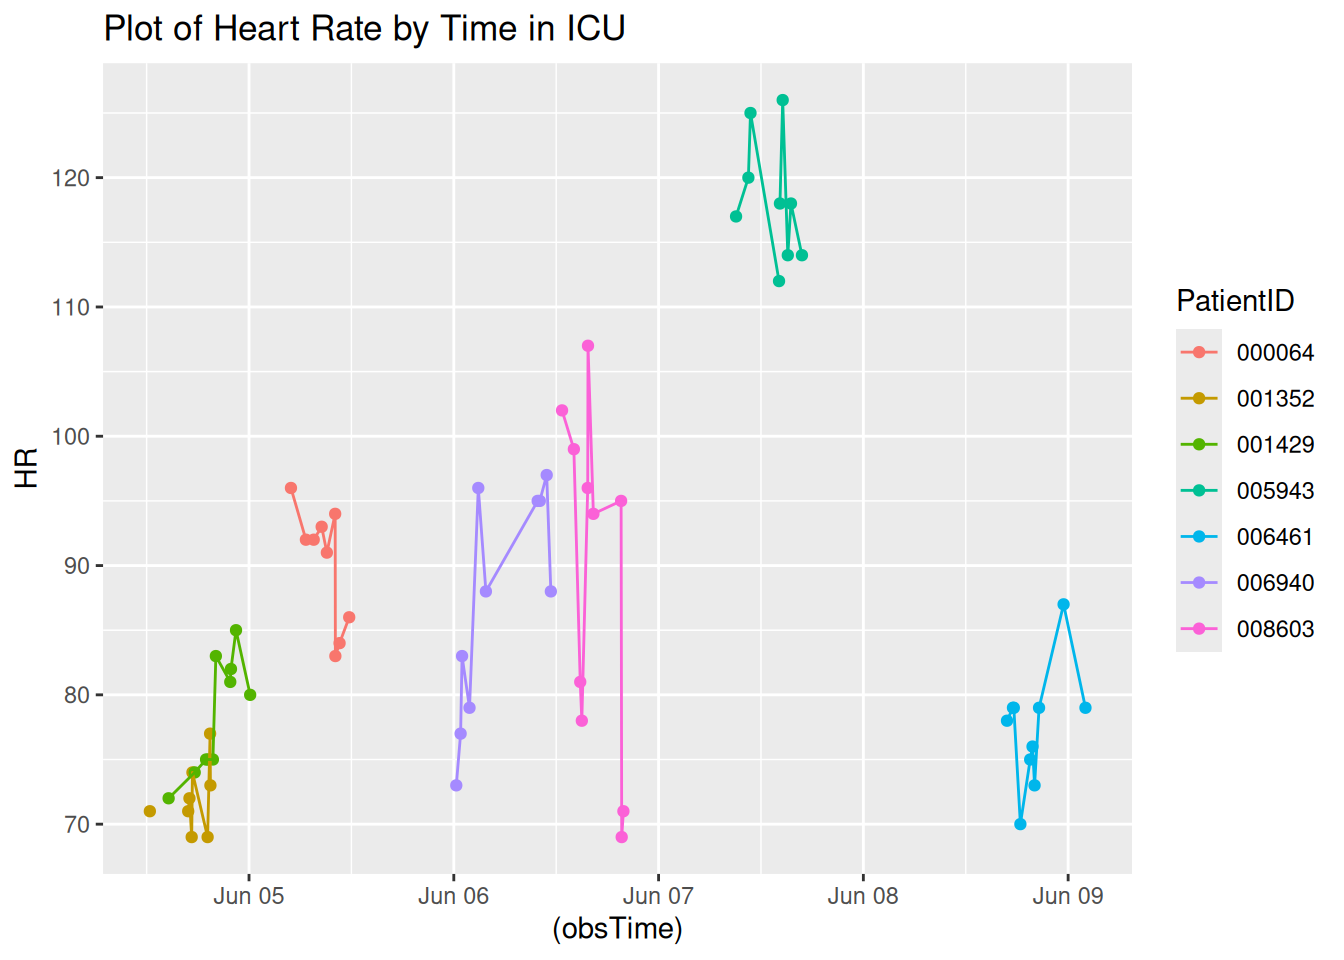 Plot of Heart Rate by Time in ICU
120
110
100
90
80
70
HR
Jun 05 Jun 06 Jun 07 Jun 08 Jun 09
(obsTime)
PatientID
000064
001352
001429
005943
006461
006940
008603